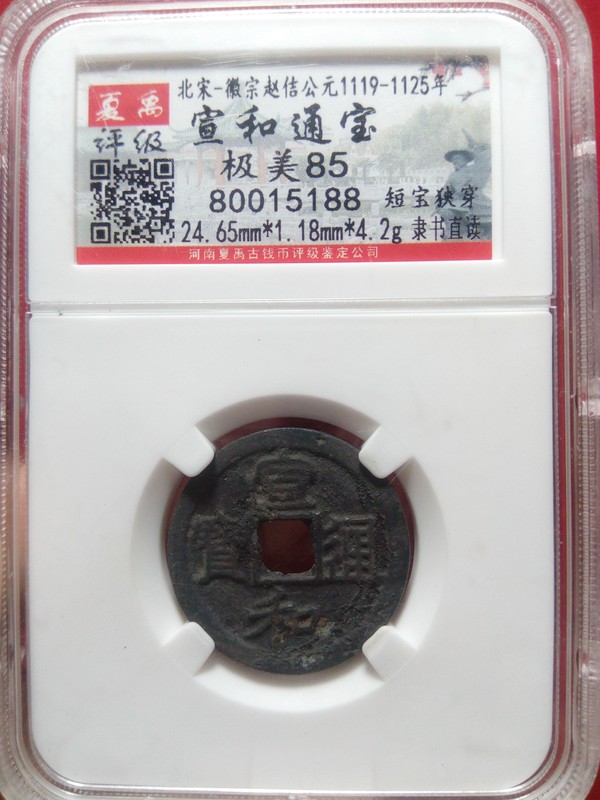 夏禹
评级
北宋-徽宗赵佶公元1119-1125年
宣和通宝
极美85
80015188 短宝狭穿
24.65mm*1.18mm*4.2g 隶书直读
河南夏禹古钱币评级鉴定公司
宣
寶 通
和